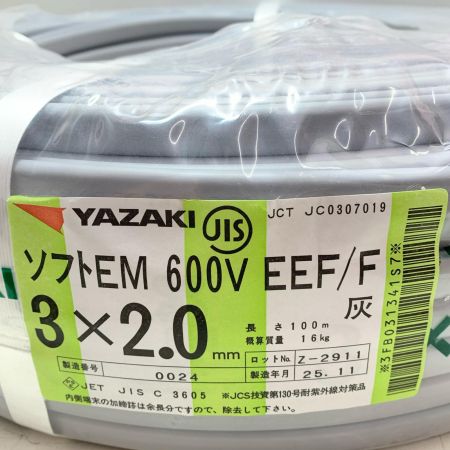 YAZAKI JIS JCT JC0307019
ソフトEM 600V EEF/F
3×2.0mm 灰
長さ 100m
概算質量 16kg
ロットNo. Z-2911
製造番号 0024 製造年月 25.11
JET JIS C 3605 ※JCS技資第130号耐紫外線対策品
内側端末の加締跡は余長分ですので、除去して下さい。
※3FB031341S7※